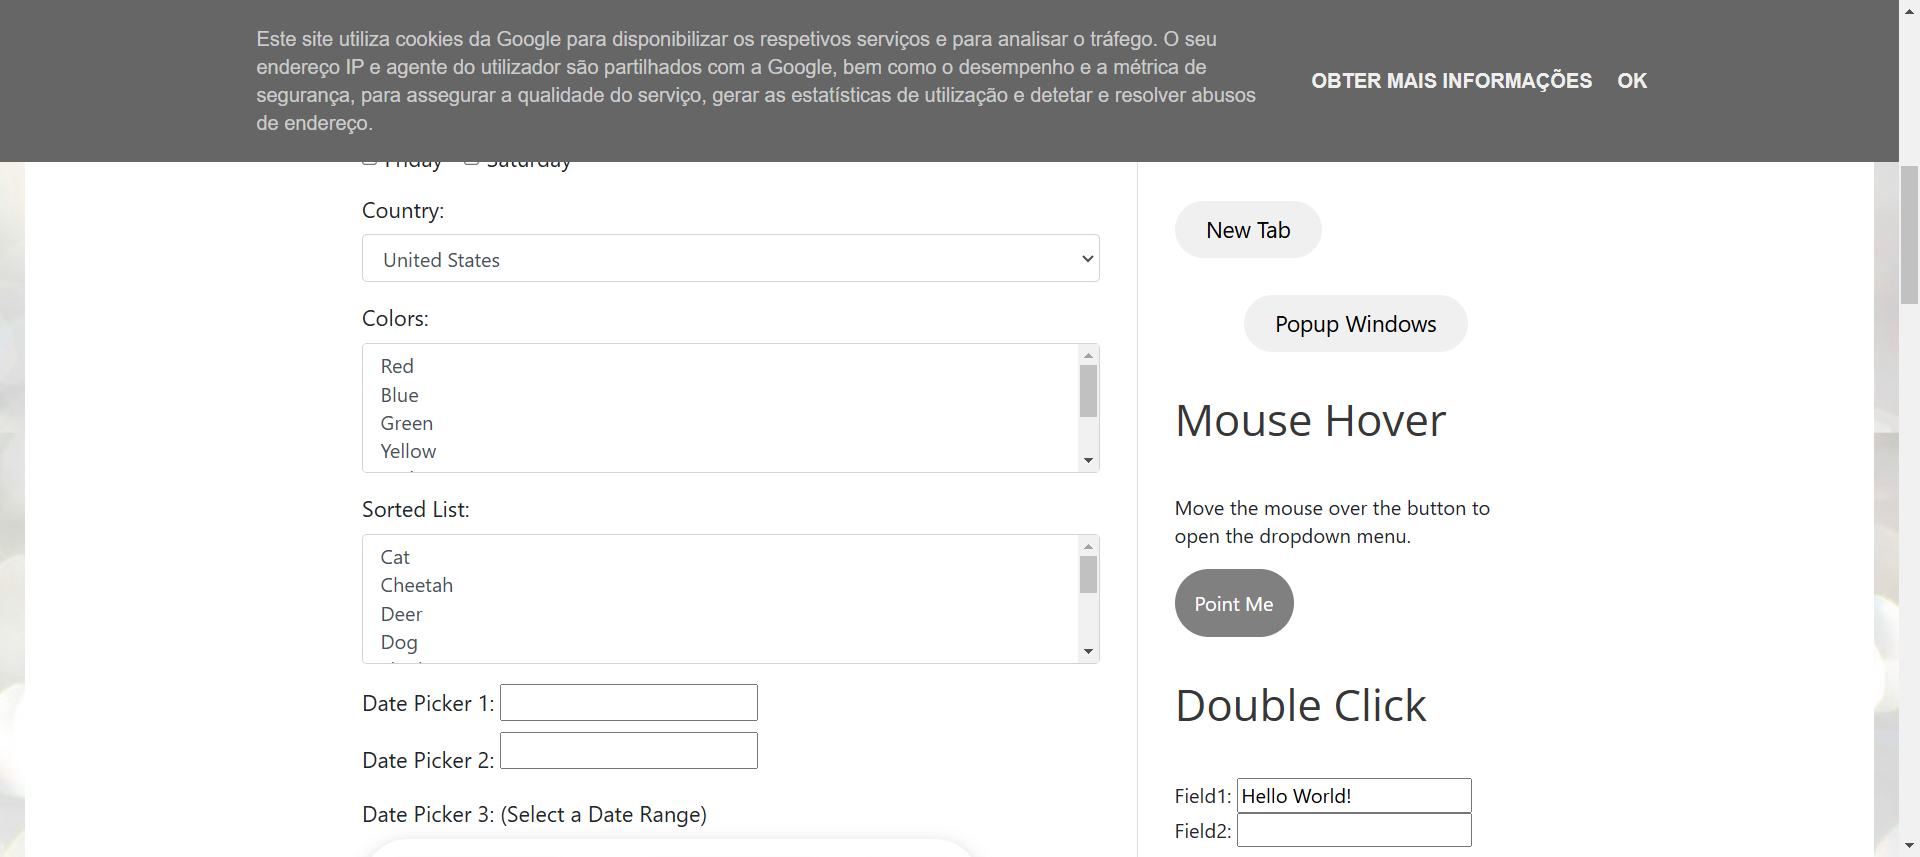 Este site utiliza cookies da Google para disponibilizar os respetivos serviços e para analisar o tráfego. O seu
endereço IP e agente do utilizador são partilhados com a Google, bem como o desempenho e a métrica de
segurança, para assegurar a qualidade do serviço, gerar as estatísticas de utilização e detetar e resolver abusos
de endereço.
OBTER MAIS INFORMAÇÕES OK
Friday Saturday
Country:
United States
Colors:
Red
Blue
Green
Yellow
Sorted List:
Cat
Cheetah
Deer
Dog
Date Picker 1:
Date Picker 2:
Date Picker 3: (Select a Date Range)
New Tab
Popup Windows
Mouse Hover
Move the mouse over the button to
open the dropdown menu.
Point Me
Double Click
Field1: Hello World!
Field2: